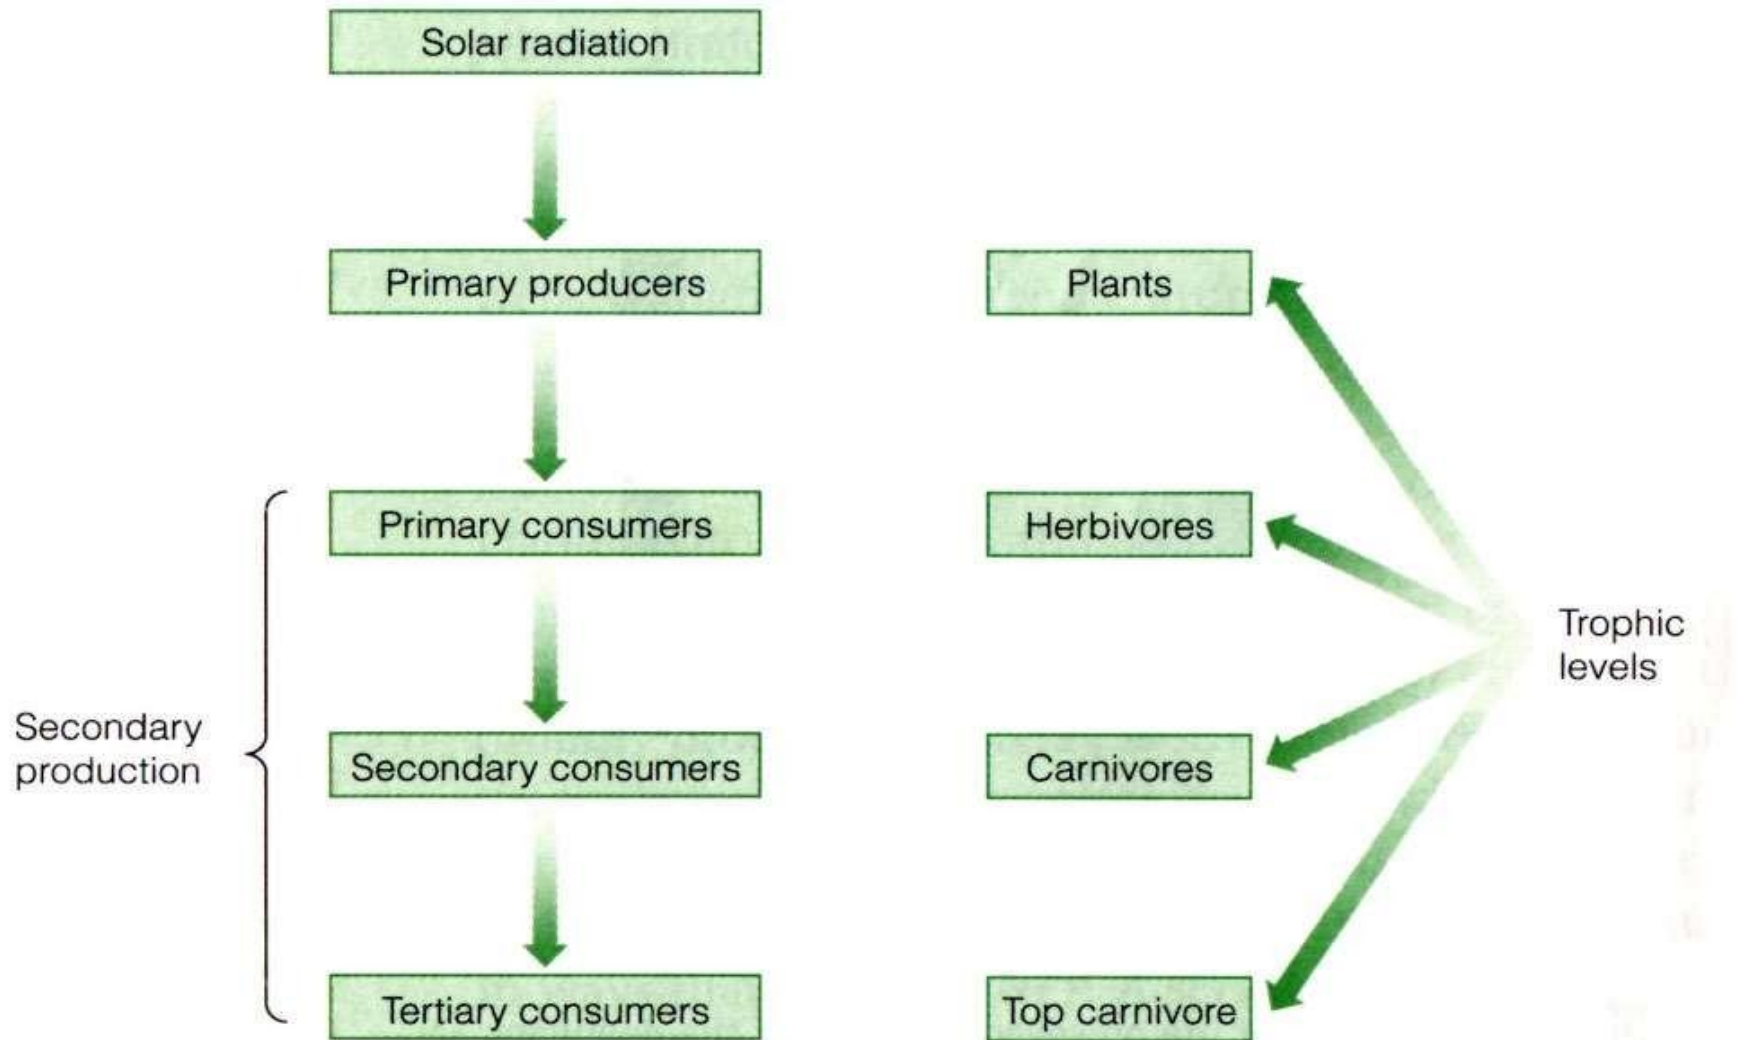 Solar radiation
Primary producers
Plants
Primary consumers
Herbivores
Trophic
levels
Secondary
production
Secondary consumers
Carnivores
Tertiary consumers
Top carnivore